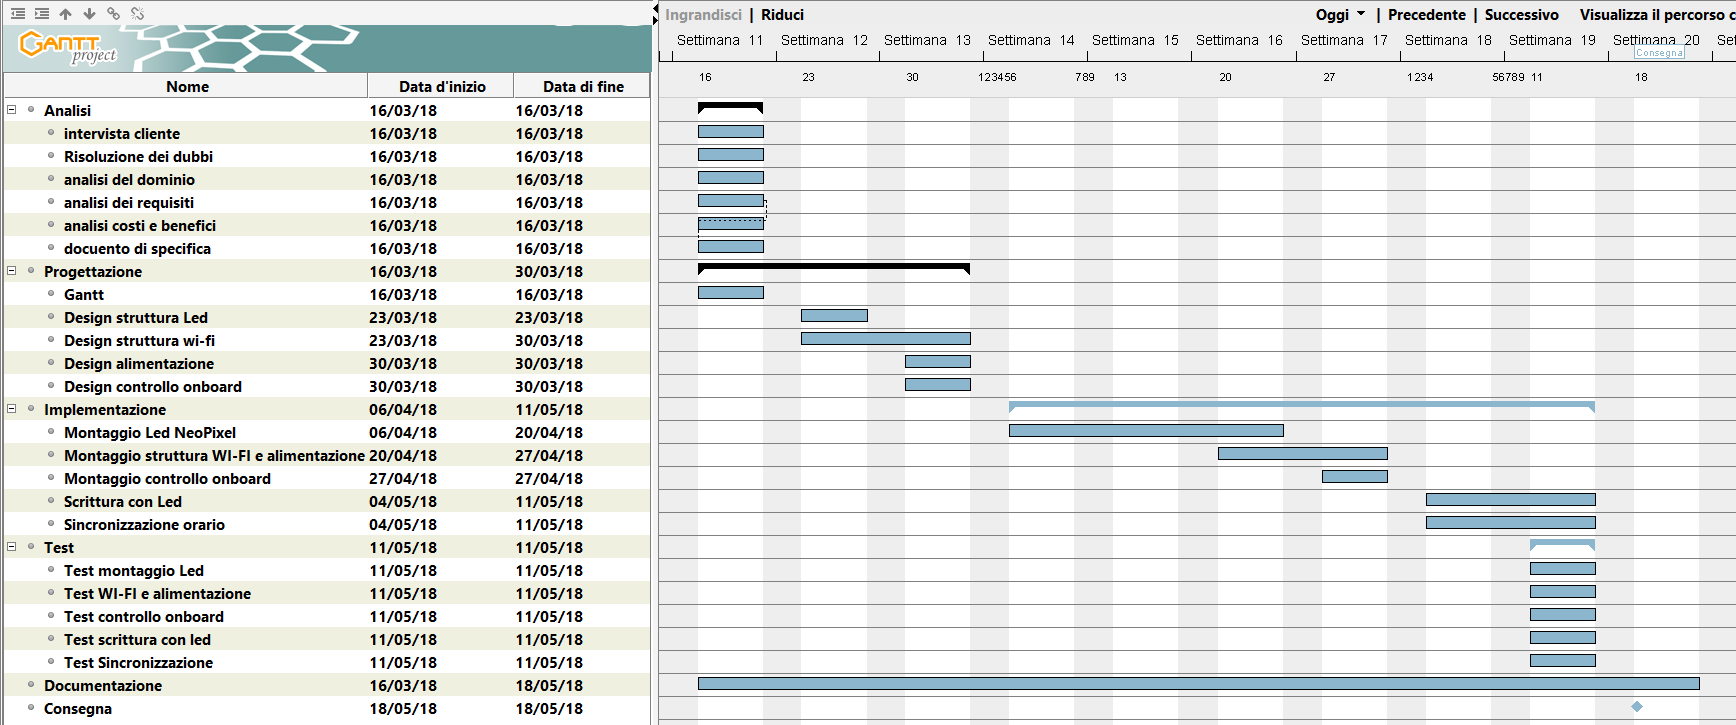 Ingrandisci | Riduci Oggi | Precedente | Successivo Visualizza il percorso c
GANTT project
Settimana 11 Settimana 12 Settimana 13 Settimana 14 Settimana 15 Settimana 16 Settimana 17 Settimana 18 Settimana 19 Settimana 20 Set
Consegna
16 23 30 123456 789 13 20 27 1234 56789 11 18
Nome Data d'inizio Data di fine
Analisi 16/03/18 16/03/18
intervista cliente 16/03/18 16/03/18
Risoluzione dei dubbi 16/03/18 16/03/18
analisi del dominio 16/03/18 16/03/18
analisi dei requisiti 16/03/18 16/03/18
analisi costi e benefici 16/03/18 16/03/18
docuento di specifica 16/03/18 16/03/18
Progettazione 16/03/18 30/03/18
Gantt 16/03/18 16/03/18
Design struttura Led 23/03/18 23/03/18
Design struttura wi-fi 23/03/18 30/03/18
Design alimentazione 30/03/18 30/03/18
Design controllo onboard 30/03/18 30/03/18
Implementazione 06/04/18 11/05/18
Montaggio Led NeoPixel 06/04/18 20/04/18
Montaggio struttura WI-FI e alimentazione 20/04/18 27/04/18
Montaggio controllo onboard 27/04/18 27/04/18
Scrittura con Led 04/05/18 11/05/18
Sincronizzazione orario 04/05/18 11/05/18
Test 11/05/18 11/05/18
Test montaggio Led 11/05/18 11/05/18
Test WI-FI e alimentazione 11/05/18 11/05/18
Test controllo onboard 11/05/18 11/05/18
Test scrittura con led 11/05/18 11/05/18
Test Sincronizzazione 11/05/18 11/05/18
Documentazione 16/03/18 18/05/18
Consegna 18/05/18 18/05/18